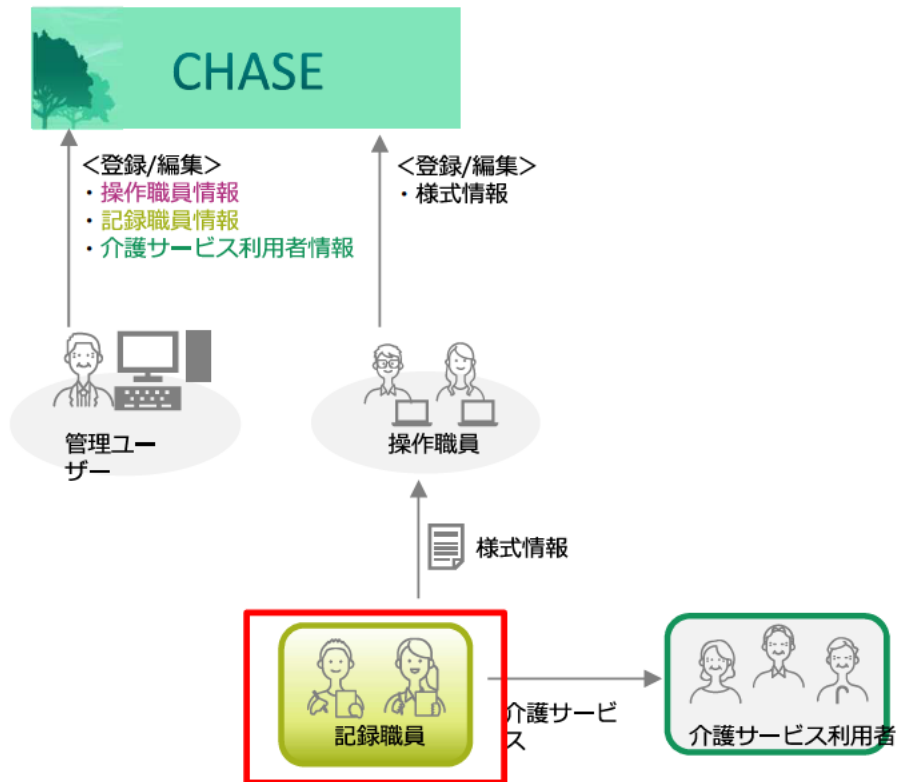 CHASE
＜登録/編集＞
・操作職員情報
・記録職員情報
・介護サービス利用者情報
＜登録/編集＞
・様式情報
管理ユー
ザー
操作職員
様式情報
記録職員
介護サービ
ス
介護サービス利用者